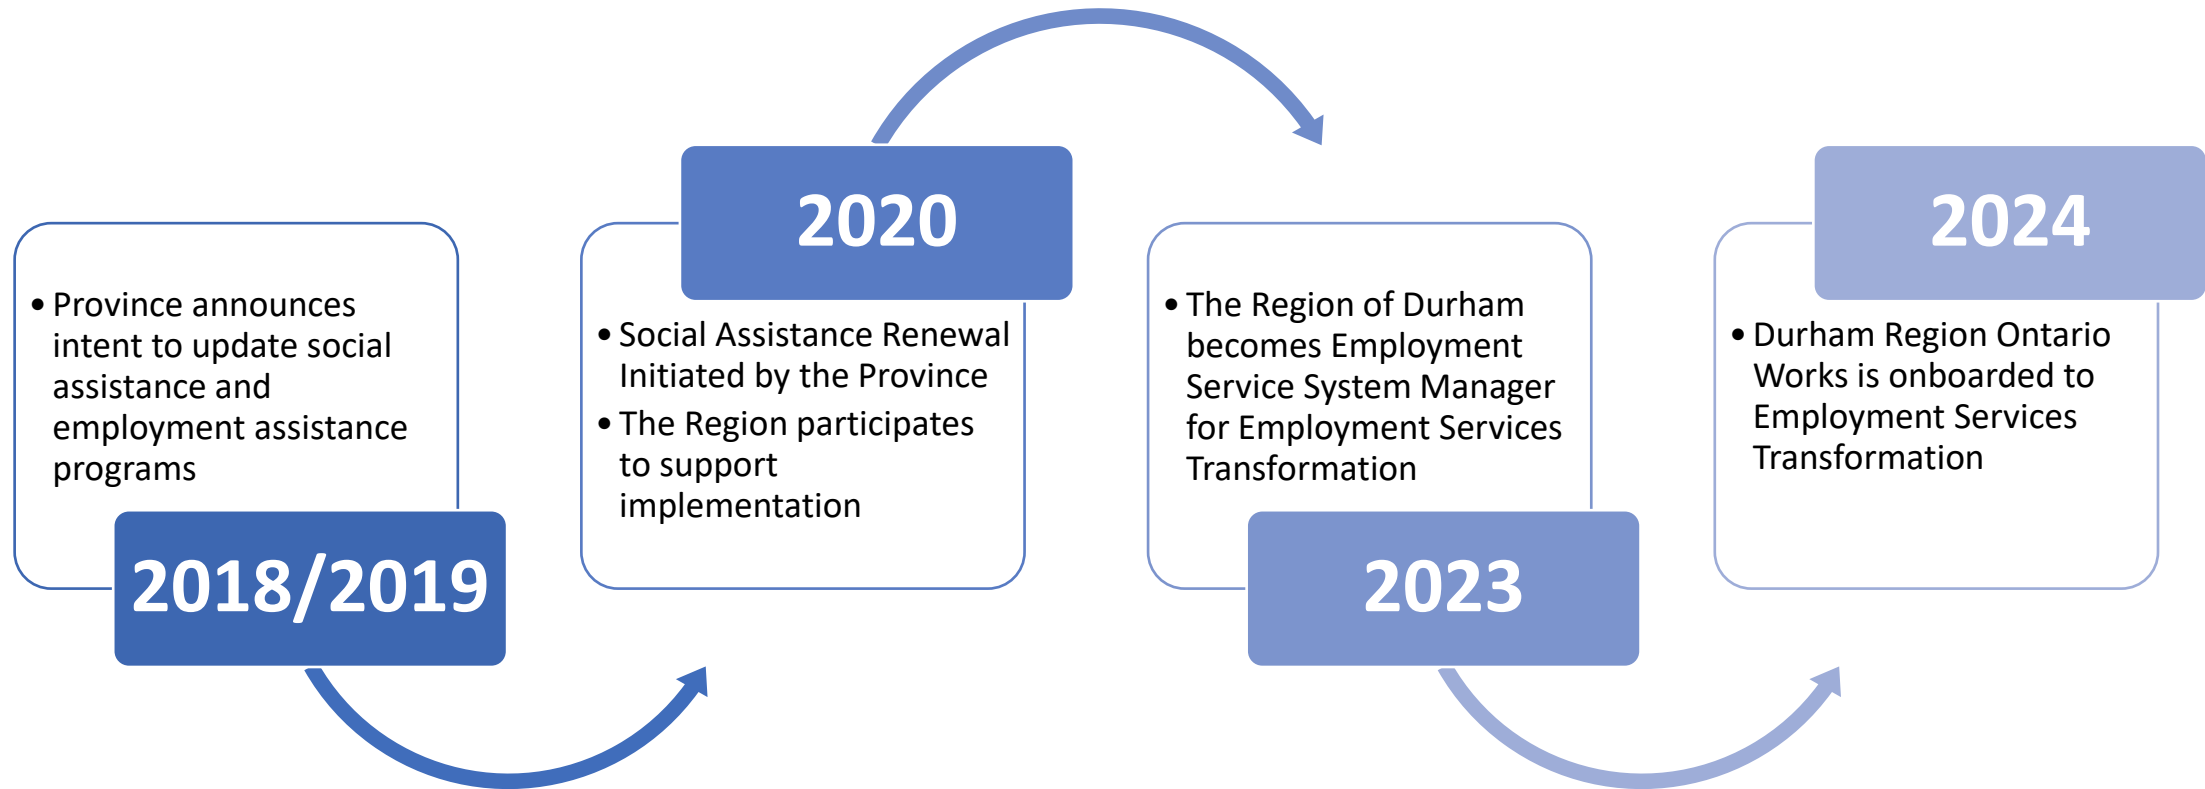 • Province announces
intent to update social
assistance and
employment assistance
programs
2018/2019
2020
• Social Assistance Renewal
Initiated by the Province
• The Region participates
to support
implementation
• The Region of Durham
becomes Employment
Service System Manager
for Employment Services
Transformation
2023
2024
• Durham Region Ontario
Works is onboarded to
Employment Services
Transformation